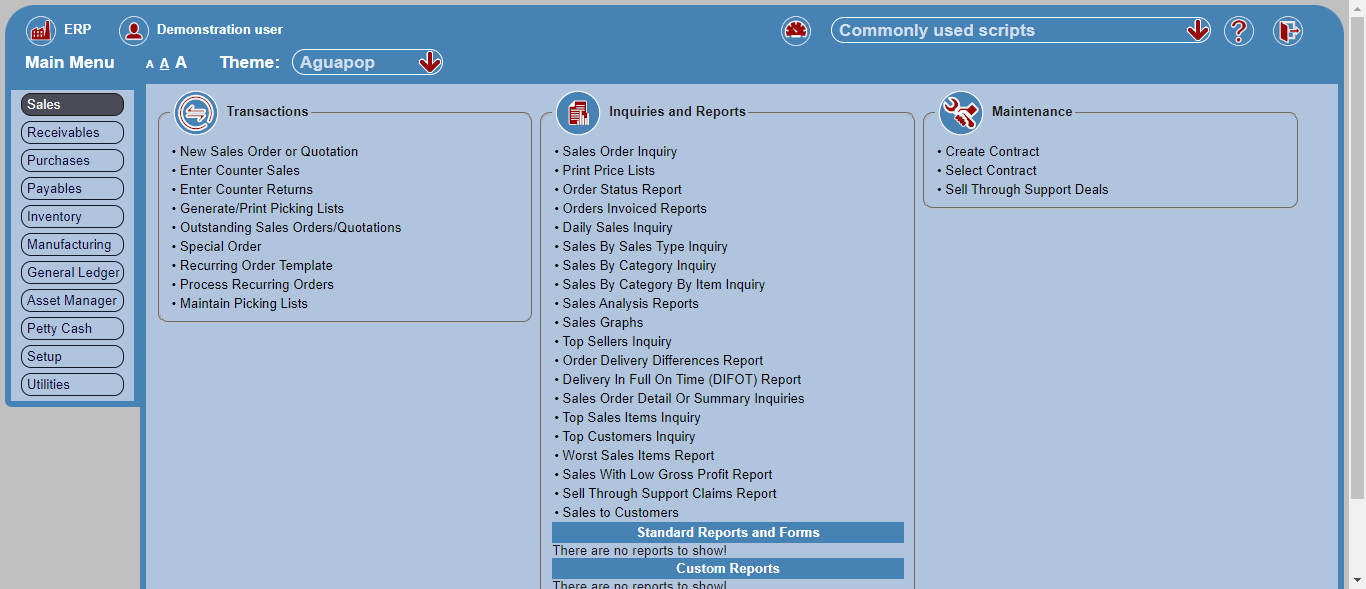 ERP
Demonstration user
Commonly used scripts
?
Main Menu
A A A
Theme:
Aguapop
Sales
Receivables
Purchases
Payables
Inventory
Manufacturing
General Ledger
Asset Manager
Petty Cash
Setup
Utilities
Transactions
• New Sales Order or Quotation
• Enter Counter Sales
• Enter Counter Returns
• Generate/Print Picking Lists
• Outstanding Sales Orders/Quotations
• Special Order
• Recurring Order Template
• Process Recurring Orders
• Maintain Picking Lists
Inquiries and Reports
• Sales Order Inquiry
• Print Price Lists
• Order Status Report
• Orders Invoiced Reports
• Daily Sales Inquiry
• Sales By Sales Type Inquiry
• Sales By Category Inquiry
• Sales By Category By Item Inquiry
• Sales Analysis Reports
• Sales Graphs
• Top Sellers Inquiry
• Order Delivery Differences Report
• Delivery In Full On Time (DIFOT) Report
• Sales Order Detail Or Summary Inquiries
• Top Sales Items Inquiry
• Top Customers Inquiry
• Worst Sales Items Report
• Sales With Low Gross Profit Report
• Sell Through Support Claims Report
• Sales to Customers
Standard Reports and Forms
There are no reports to show!
Custom Reports
There are no reports to show!
Maintenance
• Create Contract
• Select Contract
• Sell Through Support Deals